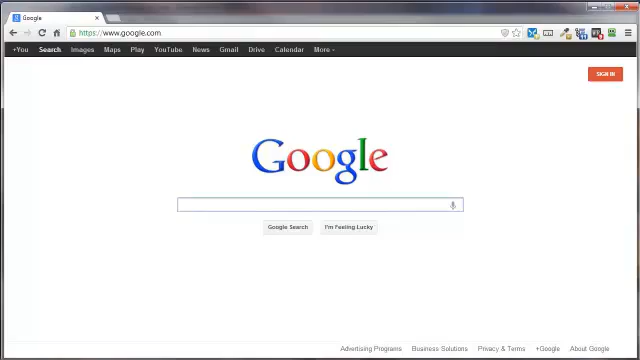 Google
https://www.google.com
+You Search Images Maps Play YouTube News Gmail Drive Calendar More
SIGN IN
Google
Google Search I'm Feeling Lucky
Advertising Programs Business Solutions Privacy & Terms +Google About Google